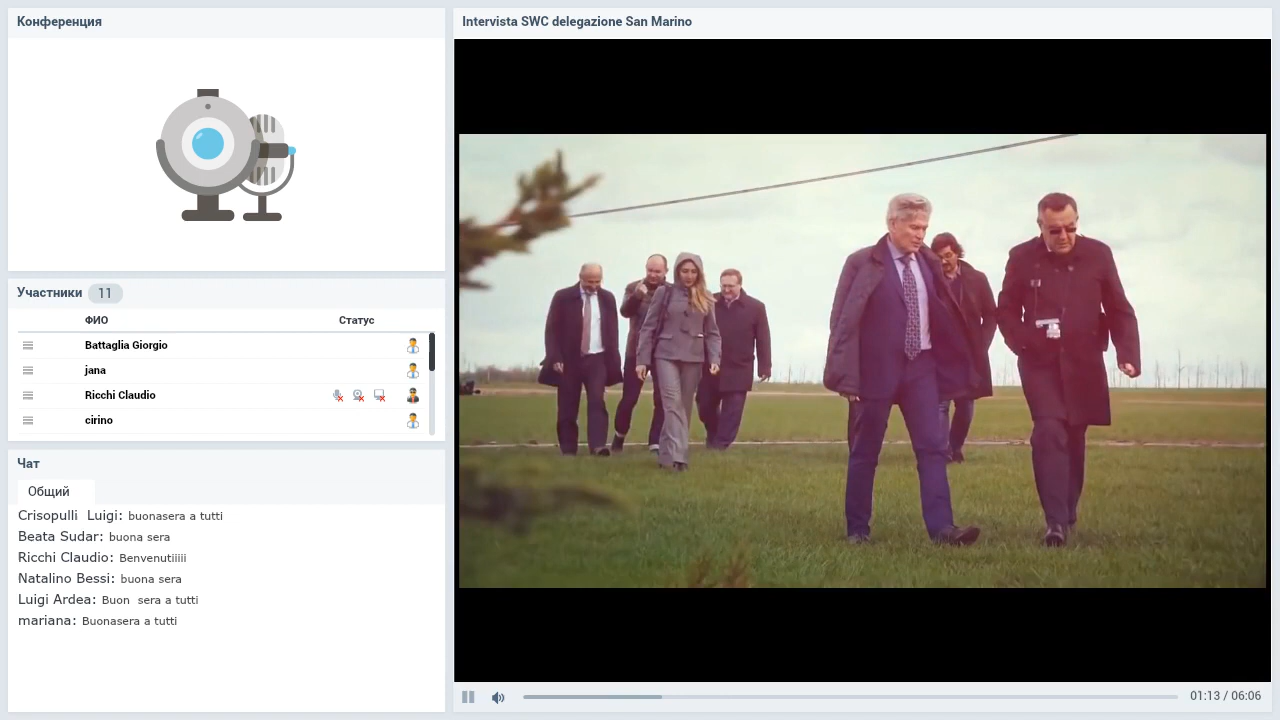 Конференция
Участники 11
ФИО Статус
Battaglia Giorgio
jana
Ricchi Claudio
cirino
Чат
Общий
Crisopulli  Luigi: buonasera a tutti
Beata Sudar: buona sera
Ricchi Claudio: Benvenutiiiii
Natalino Bessi: buona sera
Luigi Ardea: Buon  sera a tutti
mariana: Buonasera a tutti
Intervista SWC delegazione San Marino
01:13 / 06:06